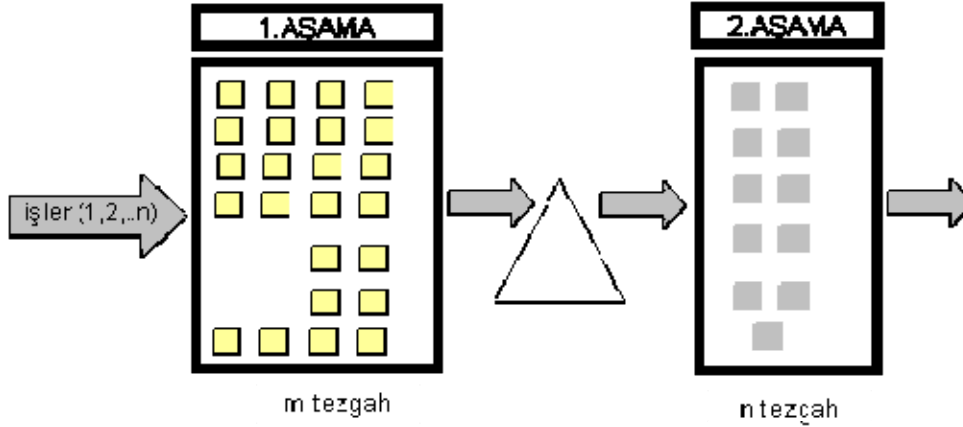 1.AŞAMA
2.AŞAMA
işler (1,2,..n)
m tezgah
n tezgah